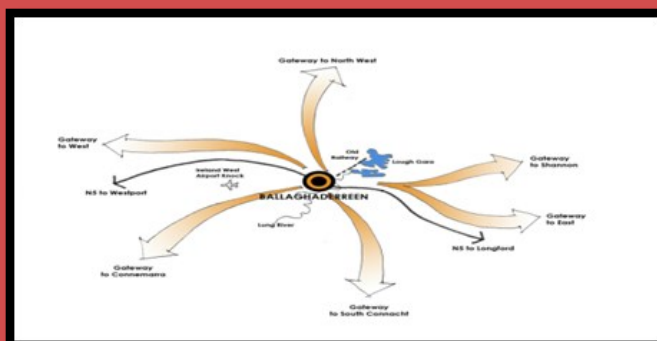 Gateway to North West
Gateway
to West
Old
Railway
Lough Gara
Ireland West
Airport Knock
Gateway
to Shannon
N5 to Westport
BALLAGHADERREEN
Long River
Gateway
to East
N5 to Longford
Gateway
to Connemara
Gateway
to South Connacht